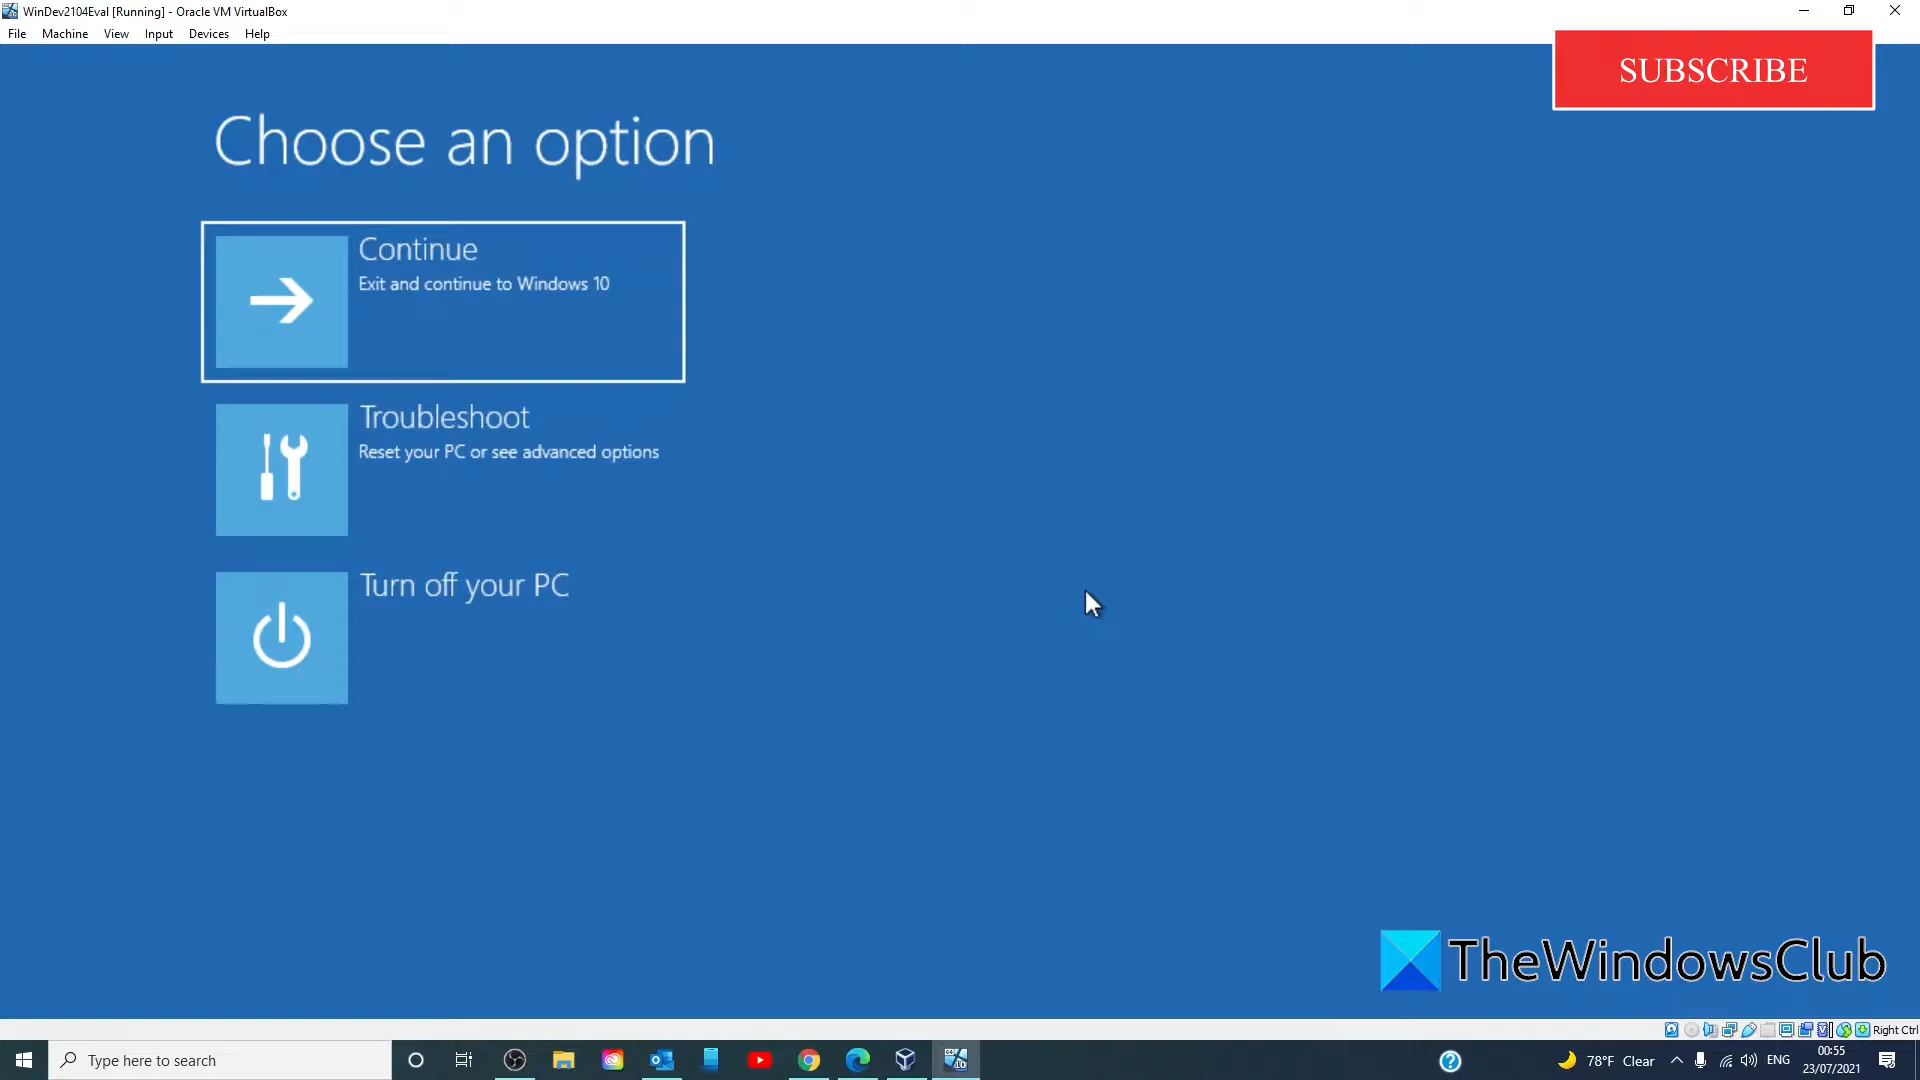 WinDev2104Eval [Running] - Oracle VM VirtualBox
File Machine View Input Devices Help
SUBSCRIBE
Choose an option
Continue
Exit and continue to Windows 10
Troubleshoot
Reset your PC or see advanced options
Turn off your PC
TheWindowsClub
Right Ctrl
Type here to search
78°F Clear
ENG
00:55
23/07/2021